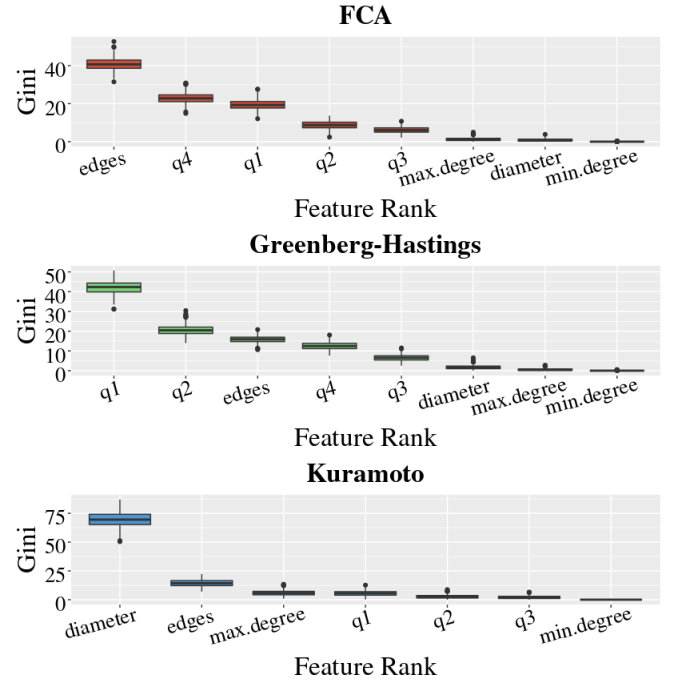 FCA
Gini
40
20
0
edges q4 q1 q2 q3 max.degree diameter min.degree
Feature Rank
Greenberg-Hastings
Gini
50
40
30
20
10
0
q1 q2 edges q4 q3 diameter max.degree min.degree
Feature Rank
Kuramoto
Gini
75
50
25
0
diameter edges max.degree q1 q2 q3 min.degree
Feature Rank